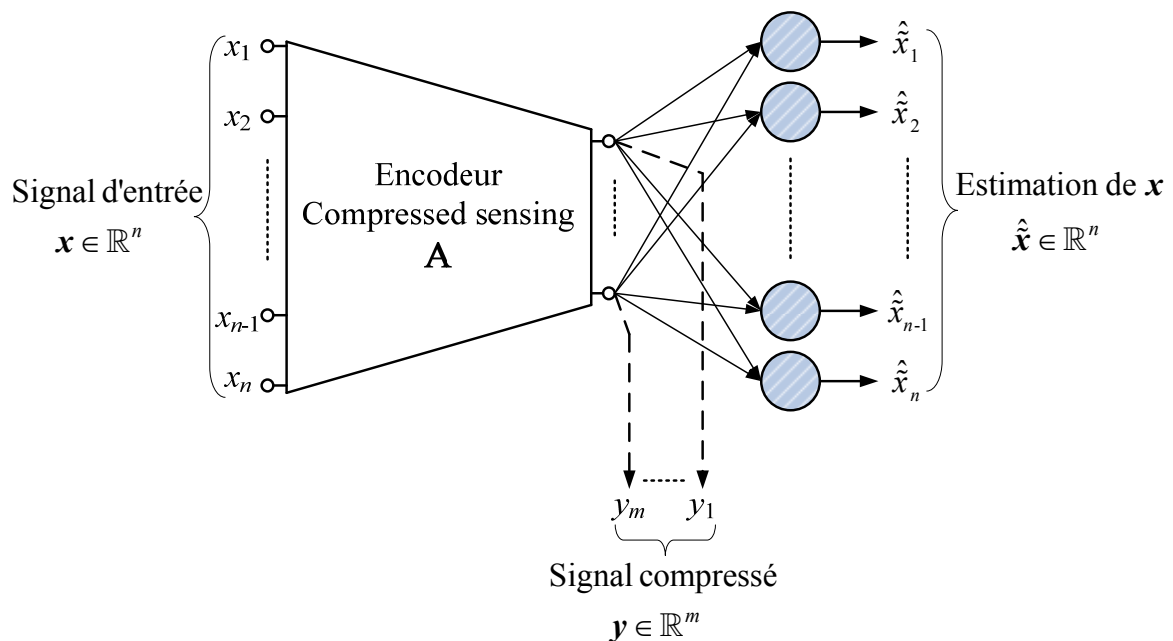 x₁
x₂
xₙ₋₁
xₙ
Signal d'entrée
x ∈ ℝⁿ
Encodeur
Compressed sensing
A
x̃̂₁
x̃̂₂
x̃̂ₙ₋₁
x̃̂ₙ
Estimation de x
x̃̂ ∈ ℝⁿ
yₘ y₁
Signal compressé
y ∈ ℝᵐ